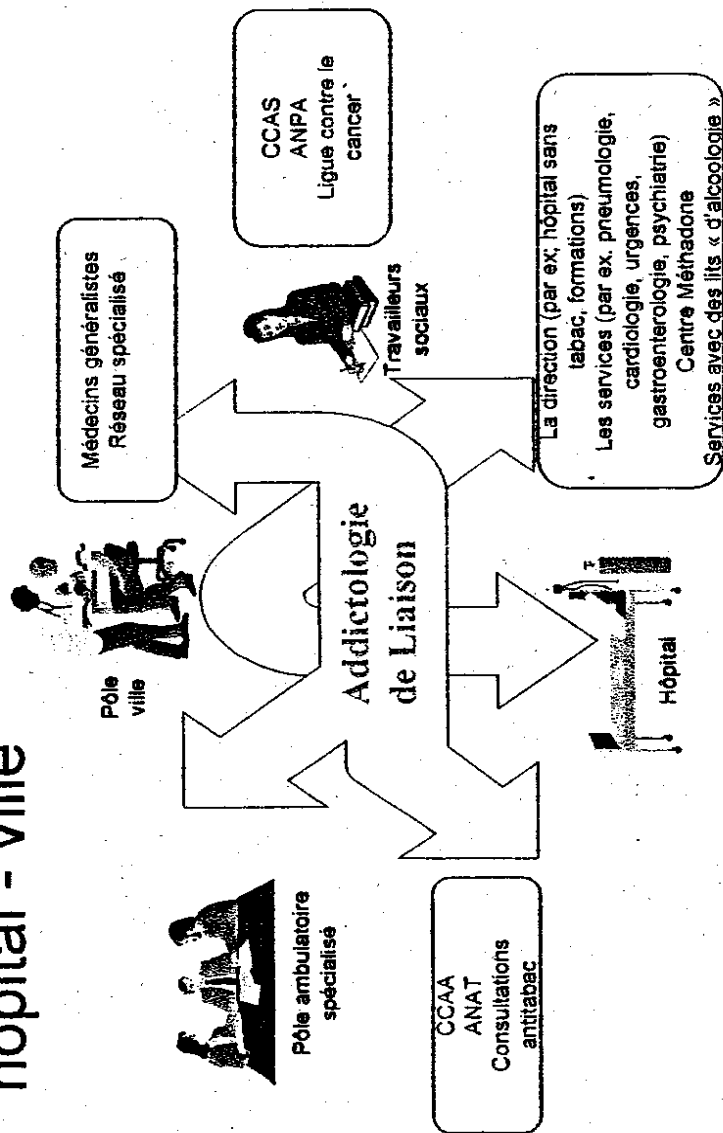 hôpital - ville
Pôle
ville
Médecins généralistes
Réseau spécialisé
Pôle ambulatoire
spécialisé
Addictologie
de Liaison
Travailleurs
sociaux
CCAS
ANPA
Ligue contre le
cancer
CCAA
ANAT
Consultations
antitabac
Hôpital
La direction (par ex; hôpital sans
tabac, formations)
Les services (par ex. pneumologie,
cardiologie, urgences,
gastroenterologie, psychiatrie)
Centre Méthadone
Services avec des lits « d'alcoologie »